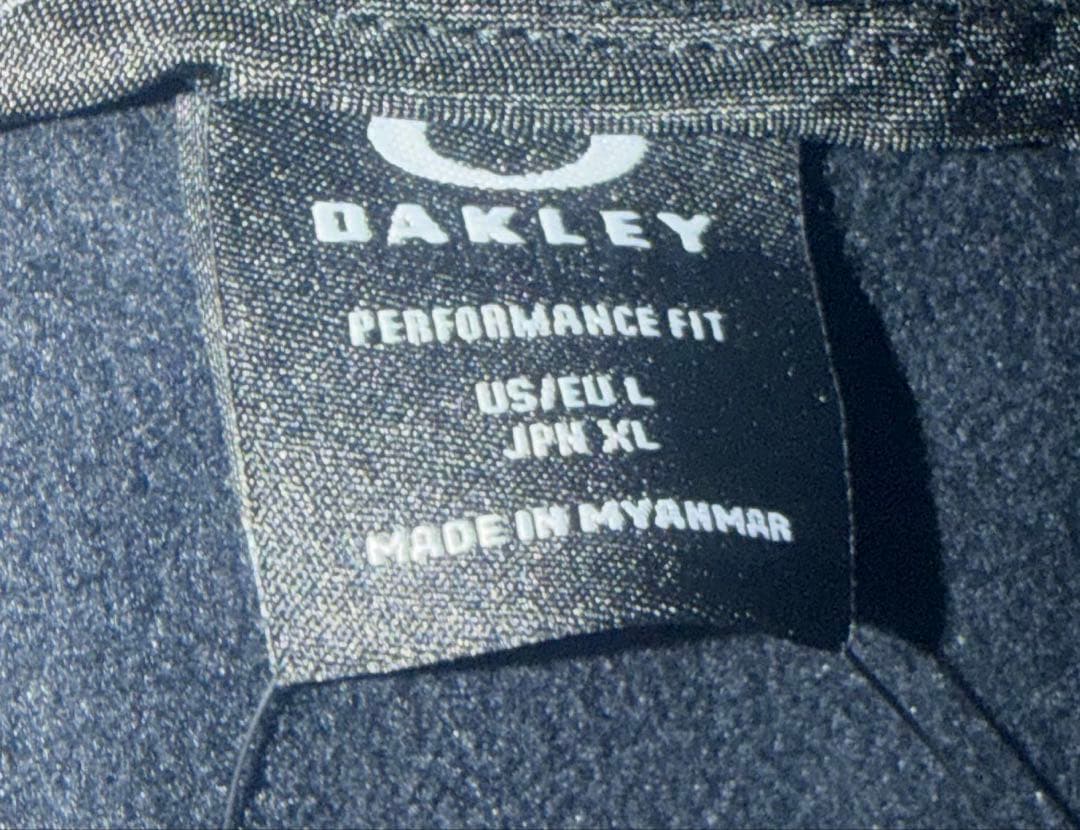 OAKLEY
PERFORMANCE FIT
US/EU L
JPN XL
MADE IN MYANMAR